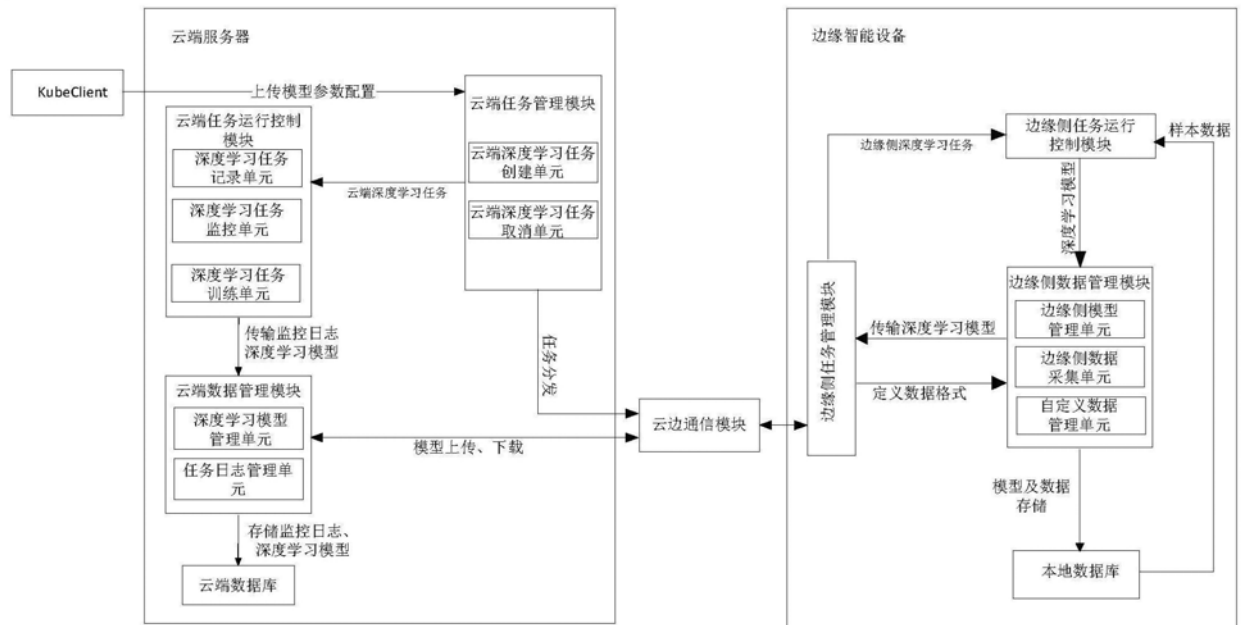 云端服务器
KubeClient
上传模型参数配置
云端任务管理模块
云端深度学习任务
创建单元
云端深度学习任务
取消单元
云端任务运行控制
模块
深度学习任务
记录单元
深度学习任务
监控单元
深度学习任务
训练单元
云端深度学习任务
传输监控日志
深度学习模型
云端数据管理模块
深度学习模型
管理单元
任务日志管理单
元
存储监控日志、
深度学习模型
云端数据库
任务分发
模型上传、下载
云边通信模块
边缘智能设备
边缘侧任务管理模块
边缘侧深度学习任务
边缘侧任务运行
控制模块
样本数据
深度学习模型
边缘侧数据管理模块
边缘侧模型
管理单元
边缘侧数据
采集单元
自定义数据
管理单元
传输深度学习模型
定义数据格式
模型及数据
存储
本地数据库